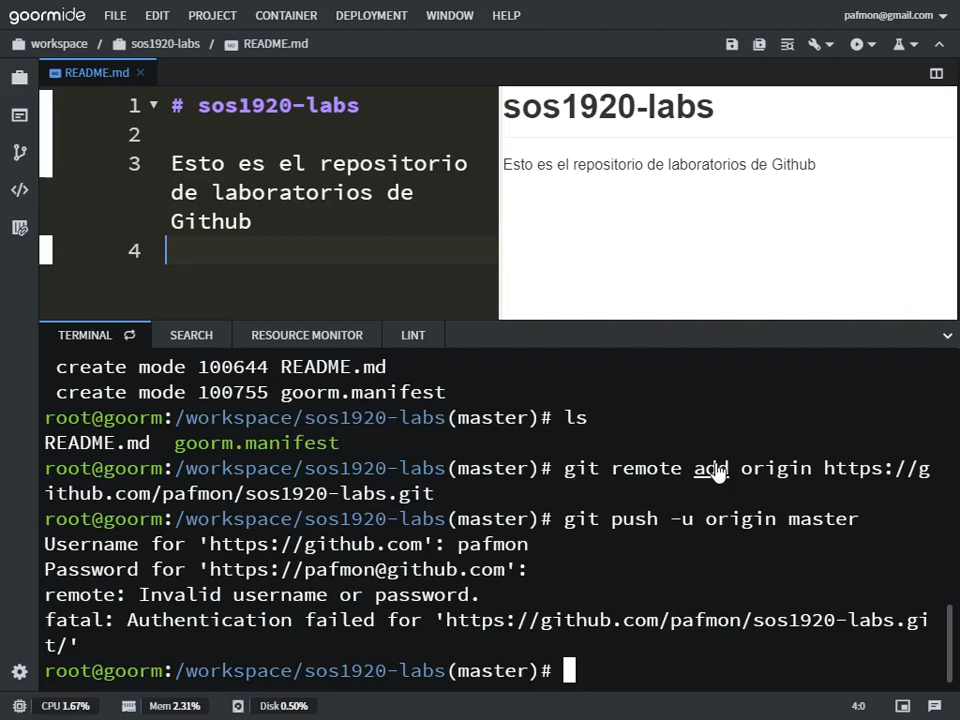 goormide FILE EDIT PROJECT CONTAINER DEPLOYMENT WINDOW HELP pafmon@gmail.com
workspace / sos1920-labs / README.md
README.md ×
1 # sos1920-labs
2
3 Esto es el repositorio
de laboratorios de
Github
4
sos1920-labs
Esto es el repositorio de laboratorios de Github
TERMINAL SEARCH RESOURCE MONITOR LINT
create mode 100644 README.md
create mode 100755 goorm.manifest
root@goorm:/workspace/sos1920-labs(master)# ls
README.md goorm.manifest
root@goorm:/workspace/sos1920-labs(master)# git remote add origin https://g
ithub.com/pafmon/sos1920-labs.git
root@goorm:/workspace/sos1920-labs(master)# git push -u origin master
Username for 'https://github.com': pafmon
Password for 'https://pafmon@github.com':
remote: Invalid username or password.
fatal: Authentication failed for 'https://github.com/pafmon/sos1920-labs.gi
t/'
root@goorm:/workspace/sos1920-labs(master)#
CPU 1.67% Mem 2.31% Disk 0.50% 4:0